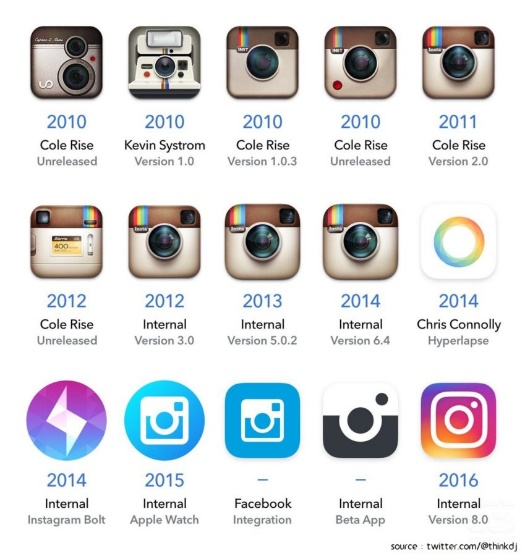 2010 2010 2010 2010 2011
Cole Rise Kevin Systrom Cole Rise Cole Rise Cole Rise
Unreleased Version 1.0 Version 1.0.3 Unreleased Version 2.0
400
2012 2012 2013 2014 2014
Cole Rise Internal Internal Internal Chris Connolly
Unreleased Version 3.0 Version 5.0.2 Version 6.4 Hyperlapse
2014 2015 – – 2016
Internal Internal Facebook Internal Internal
Instagram Bolt Apple Watch Integration Beta App Version 8.0
source : twitter.com/@thinkdj